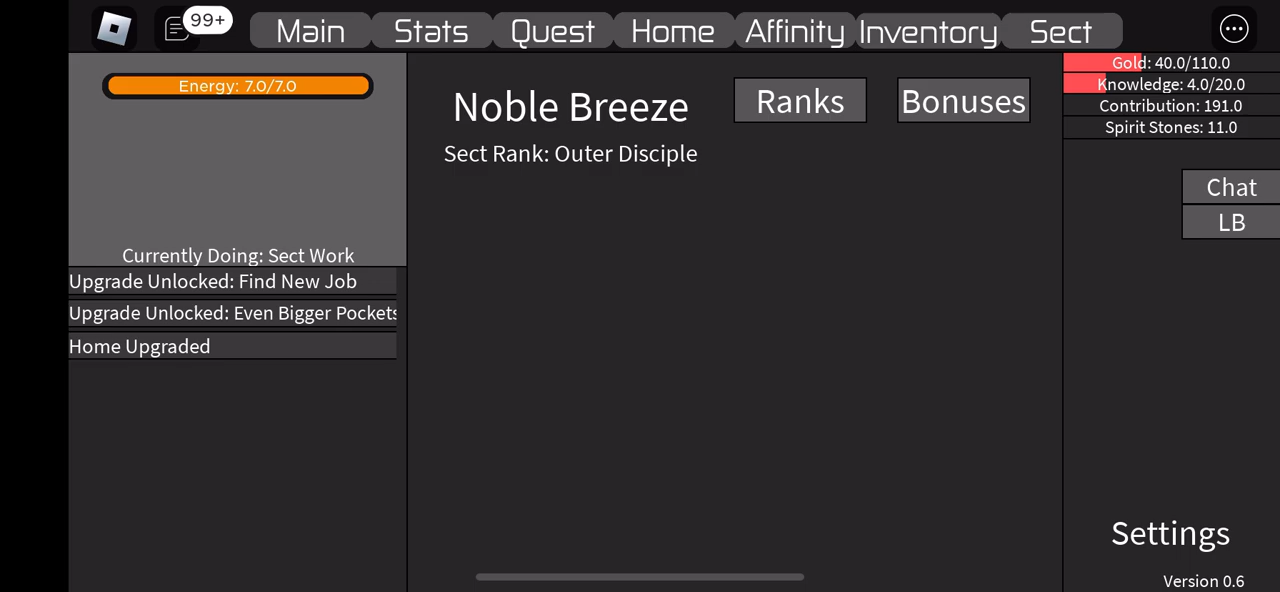 99+
Main
Stats
Quest
Home
Affinity
Inventory
Sect
Energy: 7.0/7.0
Currently Doing: Sect Work
Upgrade Unlocked: Find New Job
Upgrade Unlocked: Even Bigger Pockets
Home Upgraded
Noble Breeze
Sect Rank: Outer Disciple
Ranks
Bonuses
Gold: 40.0/110.0
Knowledge: 4.0/20.0
Contribution: 191.0
Spirit Stones: 11.0
Chat
LB
Settings
Version 0.6